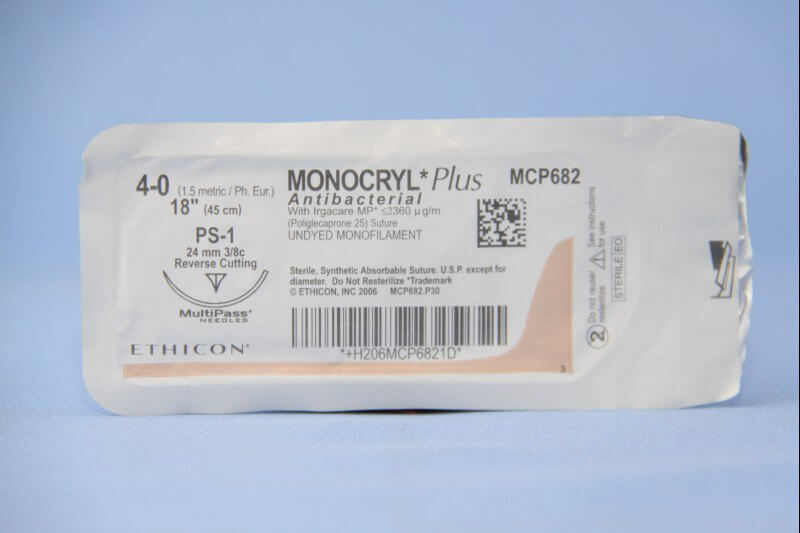 4-0 (1.5 metric / Ph. Eur.)
18" (45 cm)
PS-1
24 mm 3/8c
Reverse Cutting
MultiPass*
NEEDLES
ETHICON*
MONOCRYL* Plus MCP682
Antibacterial
With Irgacare MP* ≤2360 µg/m
(Poliglecaprone 25) Suture
UNDYED MONOFILAMENT
Sterile, Synthetic Absorbable Suture. U.S.P. except for
diameter. Do Not Resterilize *Trademark
© ETHICON, INC 2006 MCP682.P30
*+H206MCP6821D*
3
2 Do not reuse/
resterilize
See instructions
for use
STERILE EO